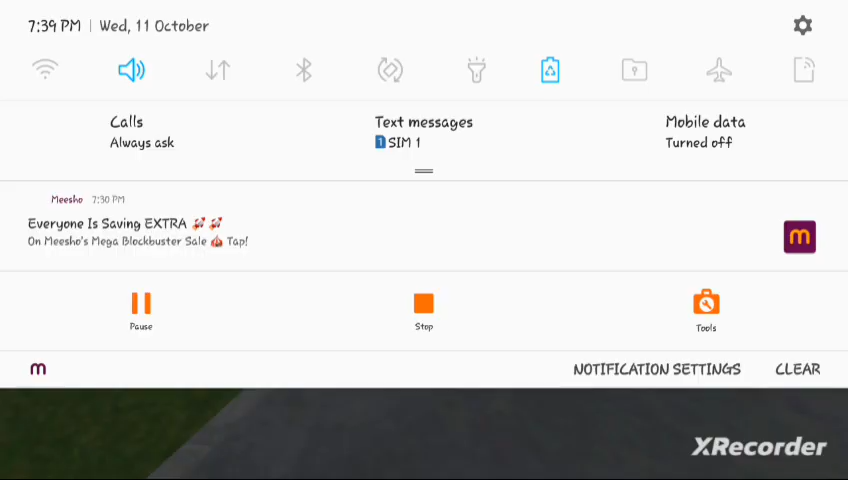 7:39 PM | Wed, 11 October
Calls
Always ask
Text messages
1 SIM 1
Mobile data
Turned off
Meesho 7:30 PM
Everyone Is Saving EXTRA 🚀 🚀
On Meesho's Mega Blockbuster Sale 🎪 Tap!
m
Pause
Stop
Tools
m
NOTIFICATION SETTINGS
CLEAR
XRecorder